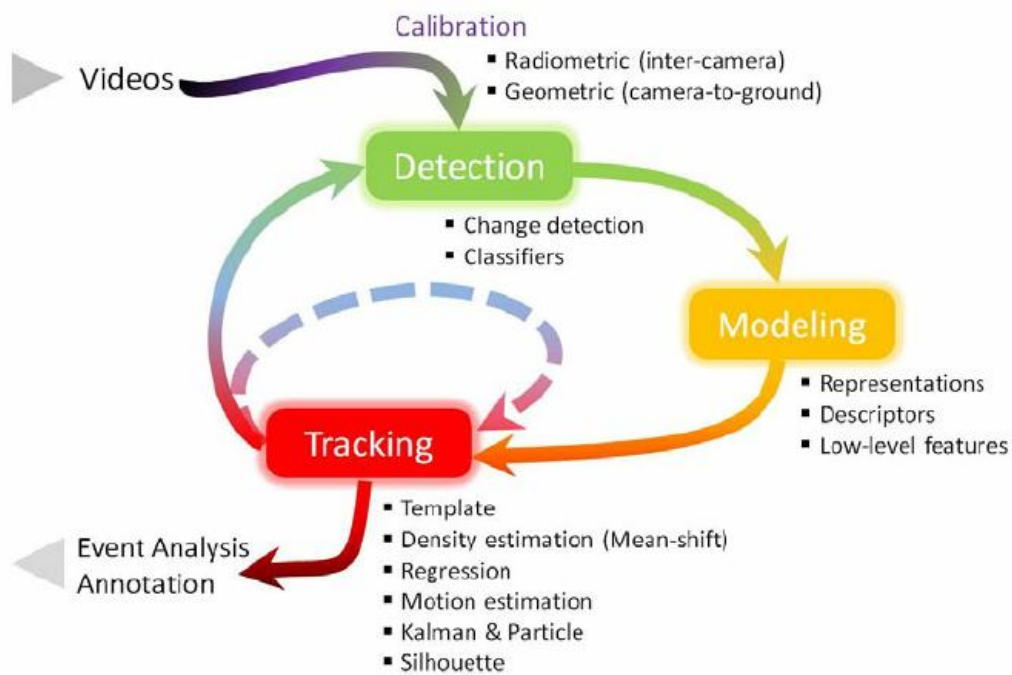 Calibration
Videos
▪ Radiometric (inter-camera)
▪ Geometric (camera-to-ground)
Detection
▪ Change detection
▪ Classifiers
Modeling
▪ Representations
▪ Descriptors
▪ Low-level features
Tracking
▪ Template
▪ Density estimation (Mean-shift)
▪ Regression
▪ Motion estimation
▪ Kalman & Particle
▪ Silhouette
Event Analysis
Annotation